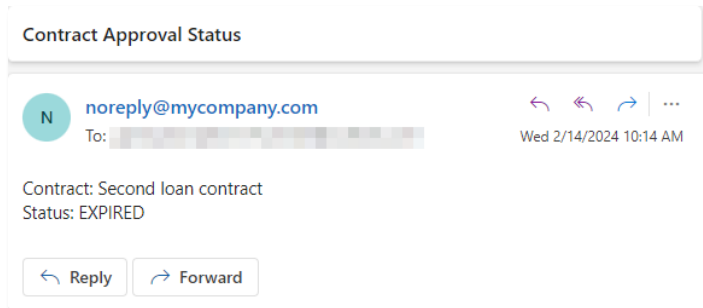 Contract Approval Status
N
noreply@mycompany.com
To:
Wed 2/14/2024 10:14 AM
Contract: Second loan contract
Status: EXPIRED
Reply
Forward